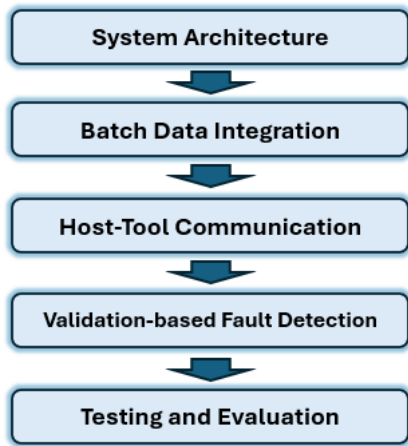 System Architecture
Batch Data Integration
Host-Tool Communication
Validation-based Fault Detection
Testing and Evaluation